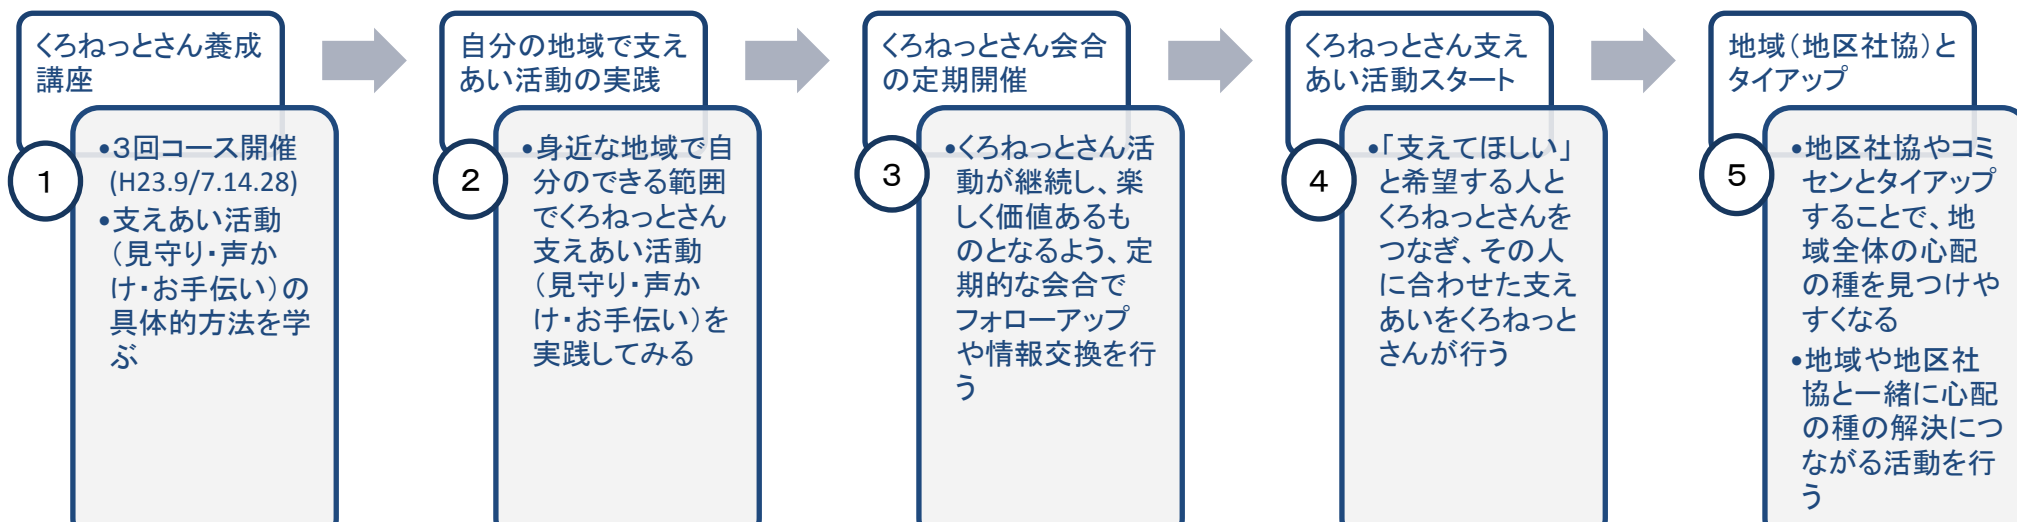 くろねっとさん養成
講座
1
•３回コース開催
(H23.9/7.14.28)
•支えあい活動
（見守り・声か
け・お手伝い）の
具体的方法を学
ぶ
自分の地域で支え
あい活動の実践
2
•身近な地域で自
分のできる範囲
でくろねっとさん
支えあい活動
（見守り・声か
け・お手伝い）を
実践してみる
くろねっとさん会合
の定期開催
3
•くろねっとさん活
動が継続し、楽
しく価値あるも
のとなるよう、定
期的な会合で
フォローアップ
や情報交換を行
う
くろねっとさん支え
あい活動スタート
4
•「支えてほしい」
と希望する人と
くろねっとさんを
つなぎ、その人
に合わせた支え
あいをくろねっと
さんが行う
地域（地区社協）と
タイアップ
5
•地区社協やコミ
センとタイアップ
することで、地
域全体の心配
の種を見つけや
すくなる
•地域や地区社
協と一緒に心配
の種の解決につ
ながる活動を行
う